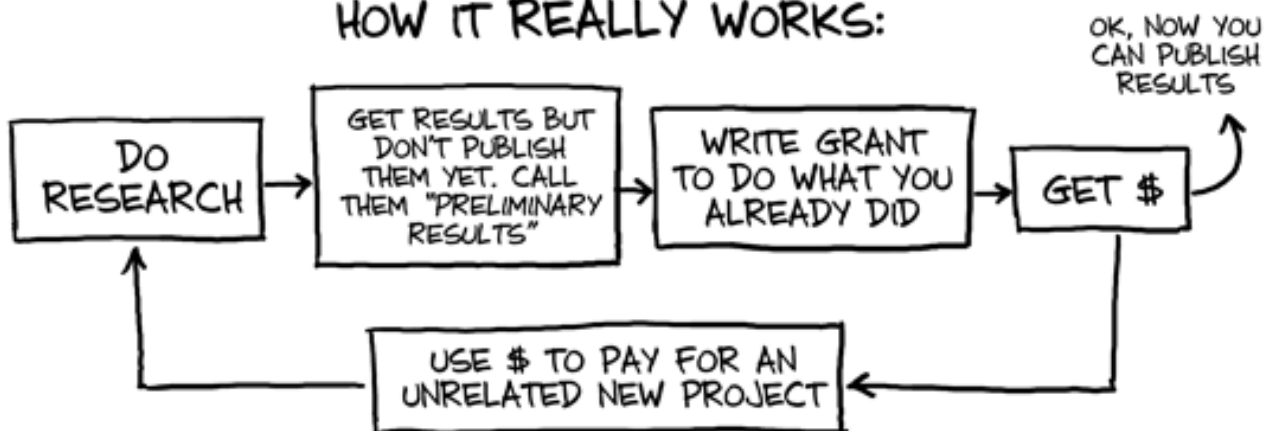 HOW IT REALLY WORKS:
OK, NOW YOU
CAN PUBLISH
RESULTS
DO
RESEARCH
GET RESULTS BUT
DON'T PUBLISH
THEM YET. CALL
THEM "PRELIMINARY
RESULTS"
WRITE GRANT
TO DO WHAT YOU
ALREADY DID
GET $
USE $ TO PAY FOR AN
UNRELATED NEW PROJECT